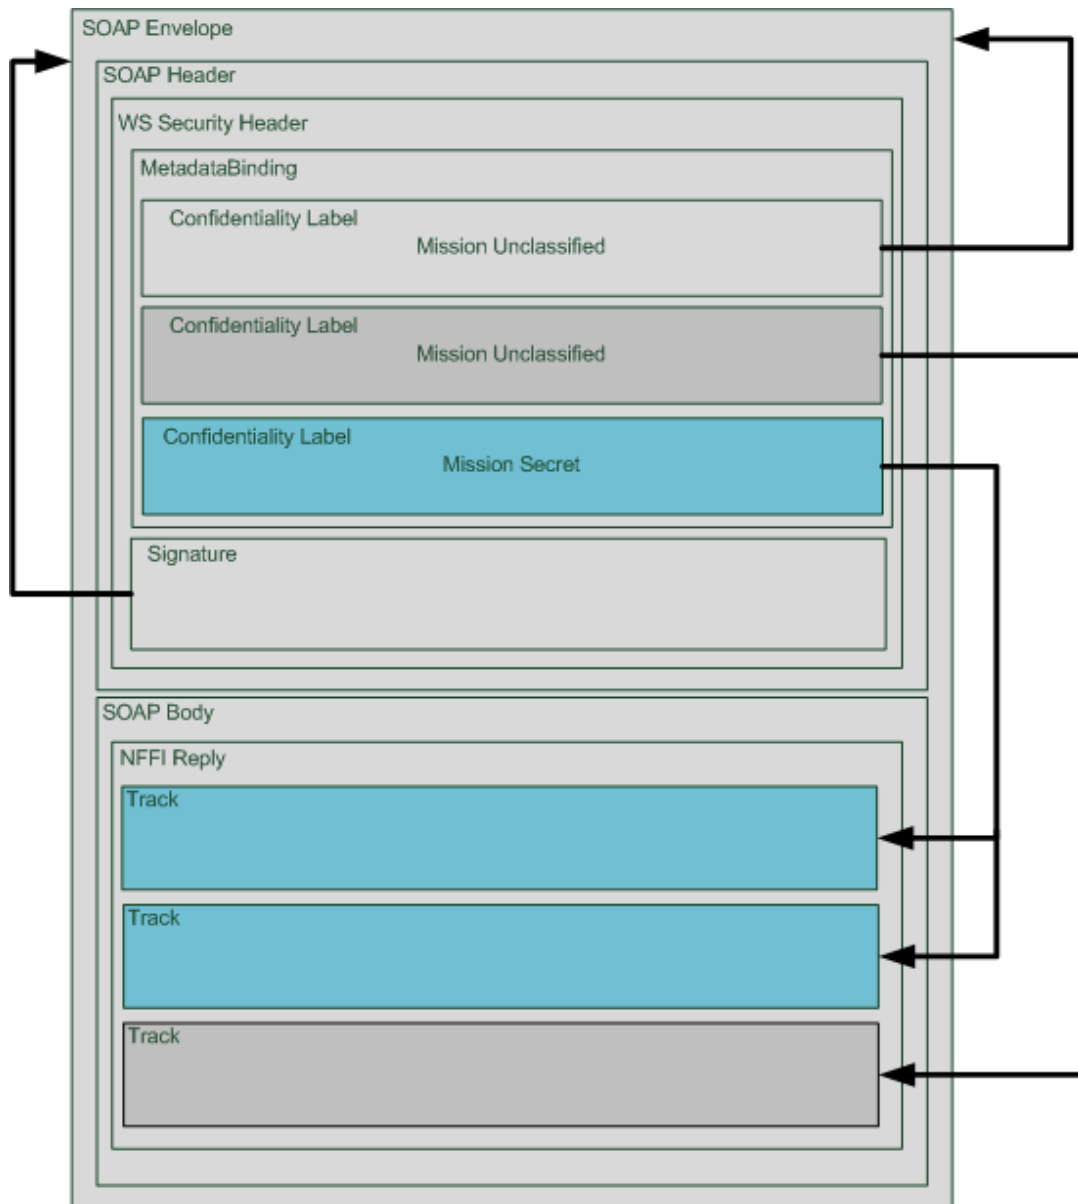 SOAP Envelope
SOAP Header
WS Security Header
MetadataBinding
Confidentiality Label
Mission Unclassified
Confidentiality Label
Mission Unclassified
Confidentiality Label
Mission Secret
Signature
SOAP Body
NFFI Reply
Track
Track
Track